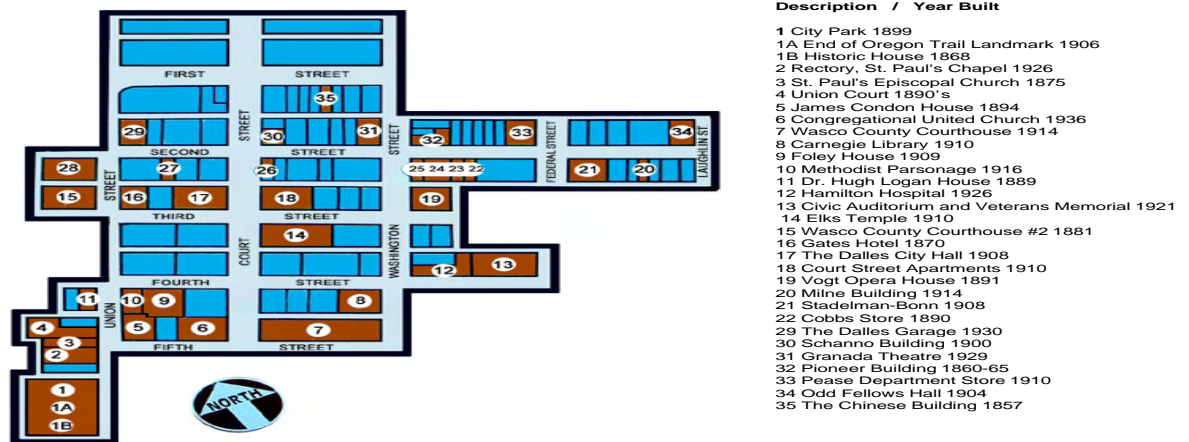 FIRST STREET
35
29 30 31 32 33 34
SECOND STREET
STREET
STREET
FEDERAL STREET
LAUGHLIN ST.
28 27 26 25 24 23 22 21 20
STREET
15 16 17 18 19
THIRD STREET
14
COURT
WASHINGTON
12 13
FOURTH STREET
11 10 9 8
UNION
4 5 6 7
3
2
FIFTH STREET
1
1A
1B
NORTH
Description / Year Built
1 City Park 1899
1A End of Oregon Trail Landmark 1906
1B Historic House 1868
2 Rectory, St. Paul's Chapel 1926
3 St. Paul's Episcopal Church 1875
4 Union Court 1890's
5 James Condon House 1894
6 Congregational United Church 1936
7 Wasco County Courthouse 1914
8 Carnegie Library 1910
9 Foley House 1909
10 Methodist Parsonage 1916
11 Dr. Hugh Logan House 1889
12 Hamilton Hospital 1926
13 Civic Auditorium and Veterans Memorial 1921
14 Elks Temple 1910
15 Wasco County Courthouse #2 1881
16 Gates Hotel 1870
17 The Dalles City Hall 1908
18 Court Street Apartments 1910
19 Vogt Opera House 1891
20 Milne Building 1914
21 Stadelman-Bonn 1908
22 Cobbs Store 1890
29 The Dalles Garage 1930
30 Schanno Building 1900
31 Granada Theatre 1929
32 Pioneer Building 1860-65
33 Pease Department Store 1910
34 Odd Fellows Hall 1904
35 The Chinese Building 1857